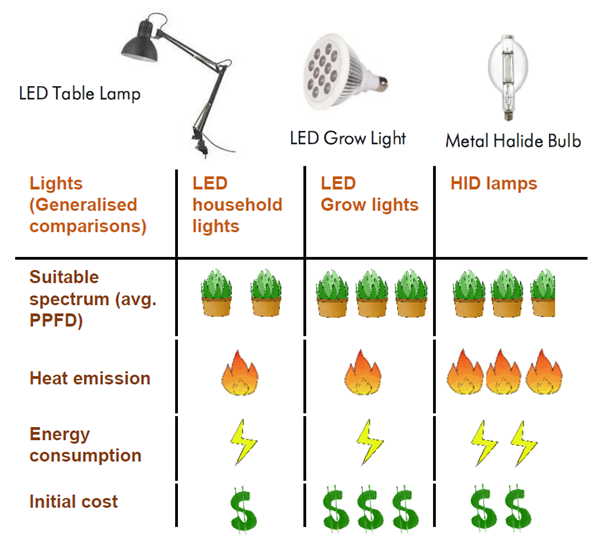 LED Table Lamp
LED Grow Light
Metal Halide Bulb
Lights
(Generalised
comparisons)
LED
household
lights
LED
Grow lights
HID lamps
Suitable
spectrum (avg.
PPFD)
Heat emission
Energy
consumption
Initial cost
$
$ $ $
$ $